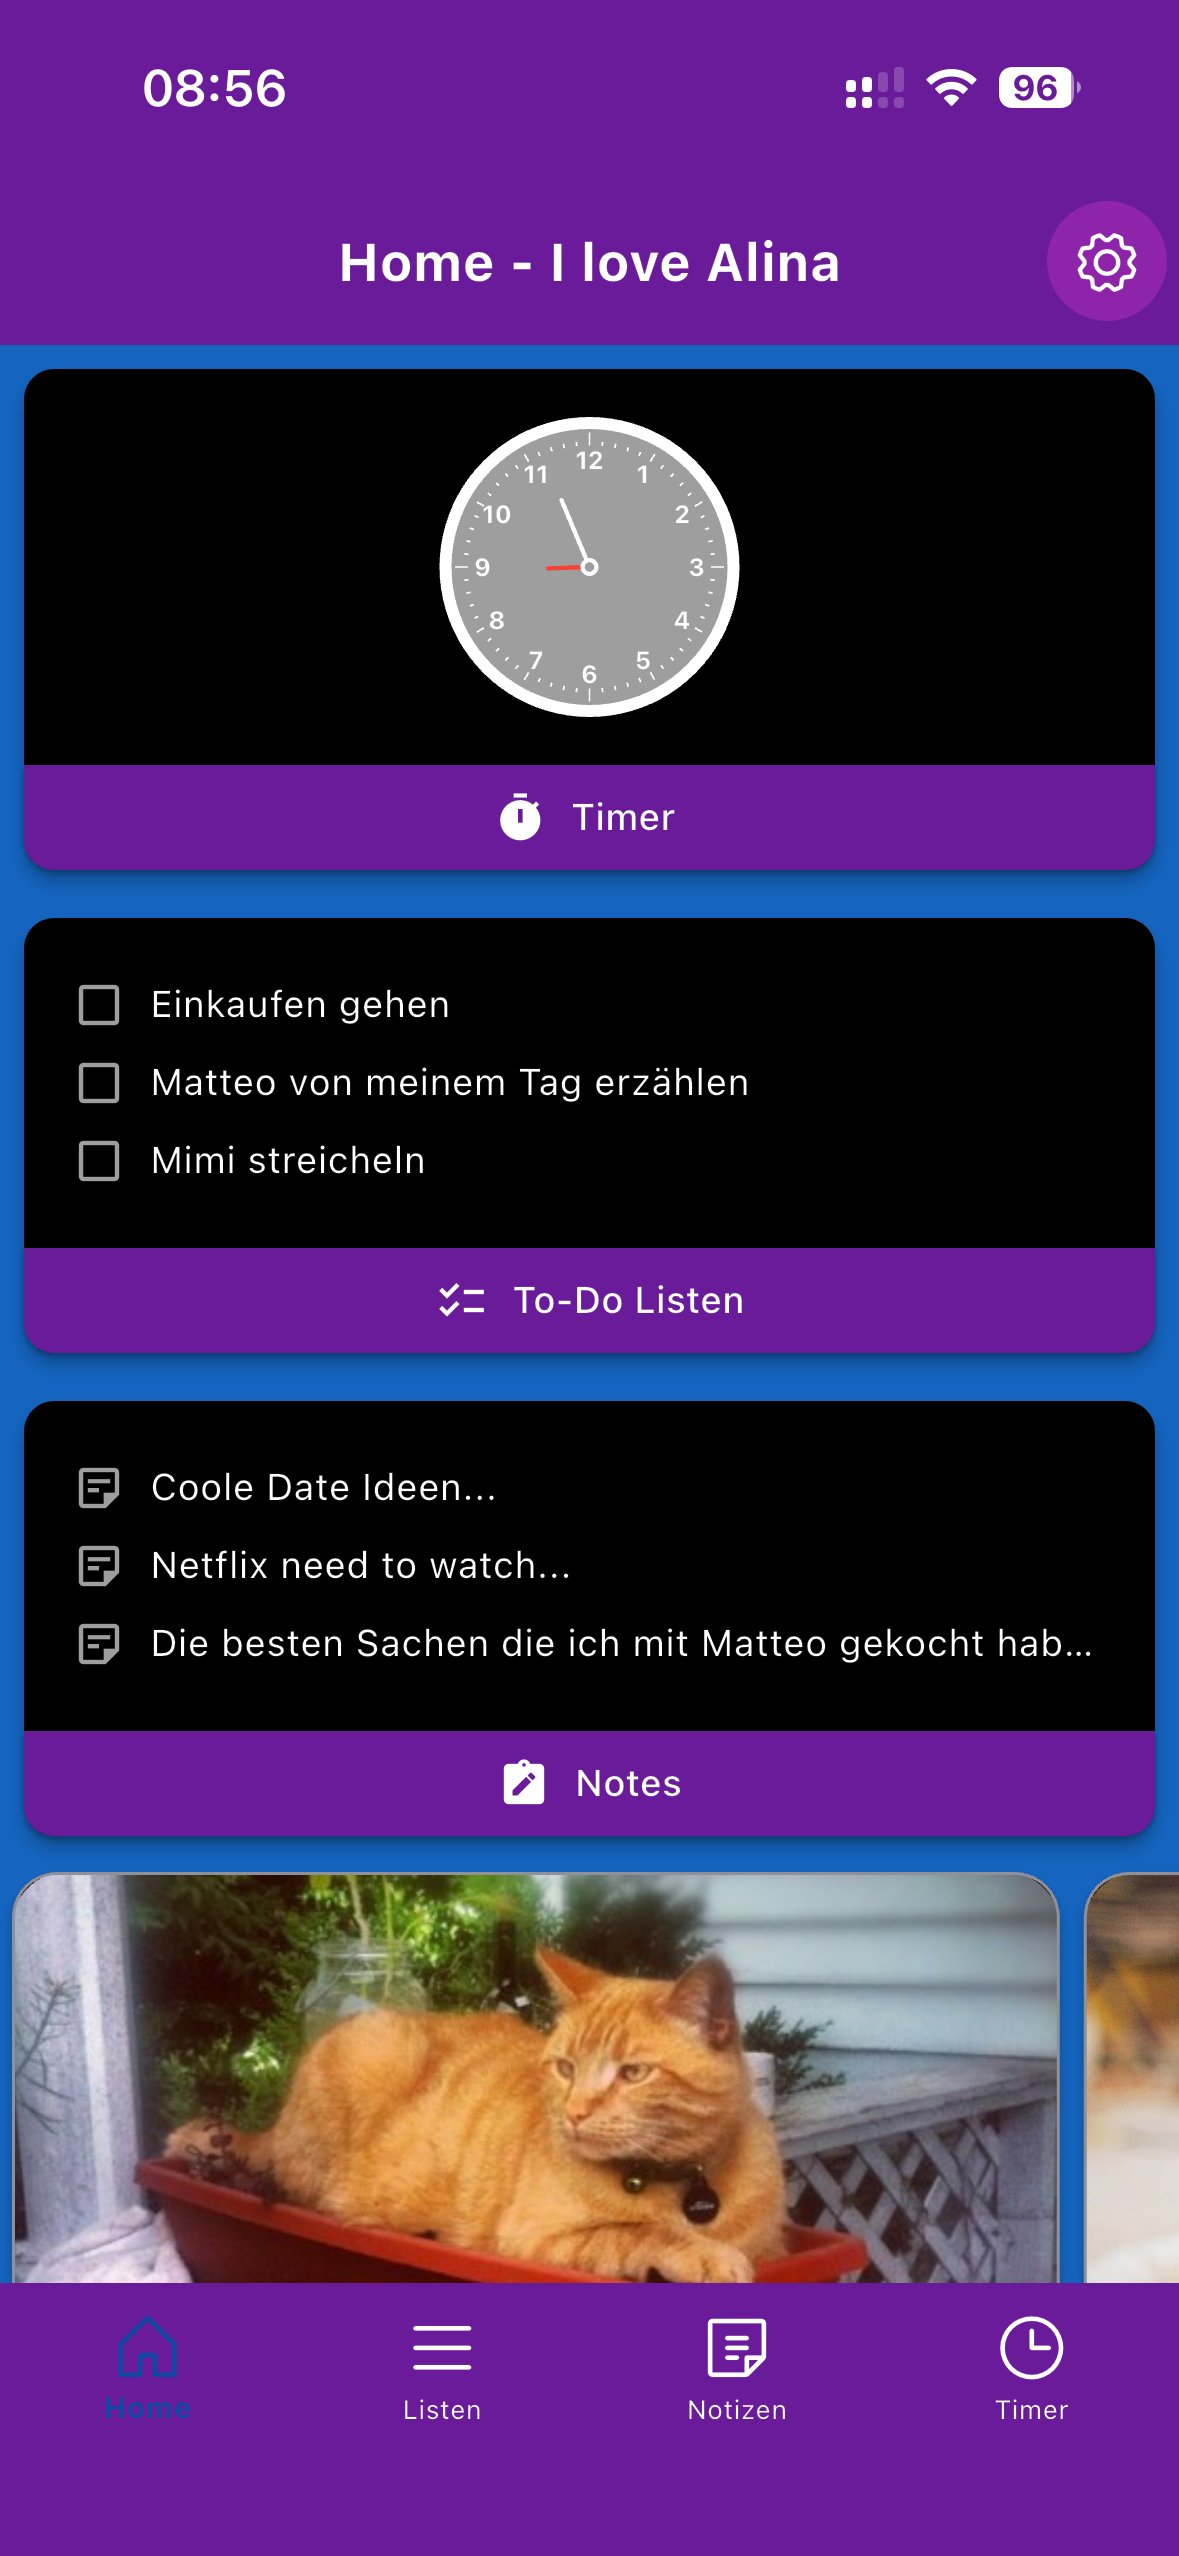 08:56
96
Home - I love Alina
12
11
1
10
2
9
3
8
4
7
5
6
Timer
Einkaufen gehen
Matteo von meinem Tag erzählen
Mimi streicheln
To-Do Listen
Coole Date Ideen...
Netflix need to watch...
Die besten Sachen die ich mit Matteo gekocht hab...
Notes
Home
Listen
Notizen
Timer